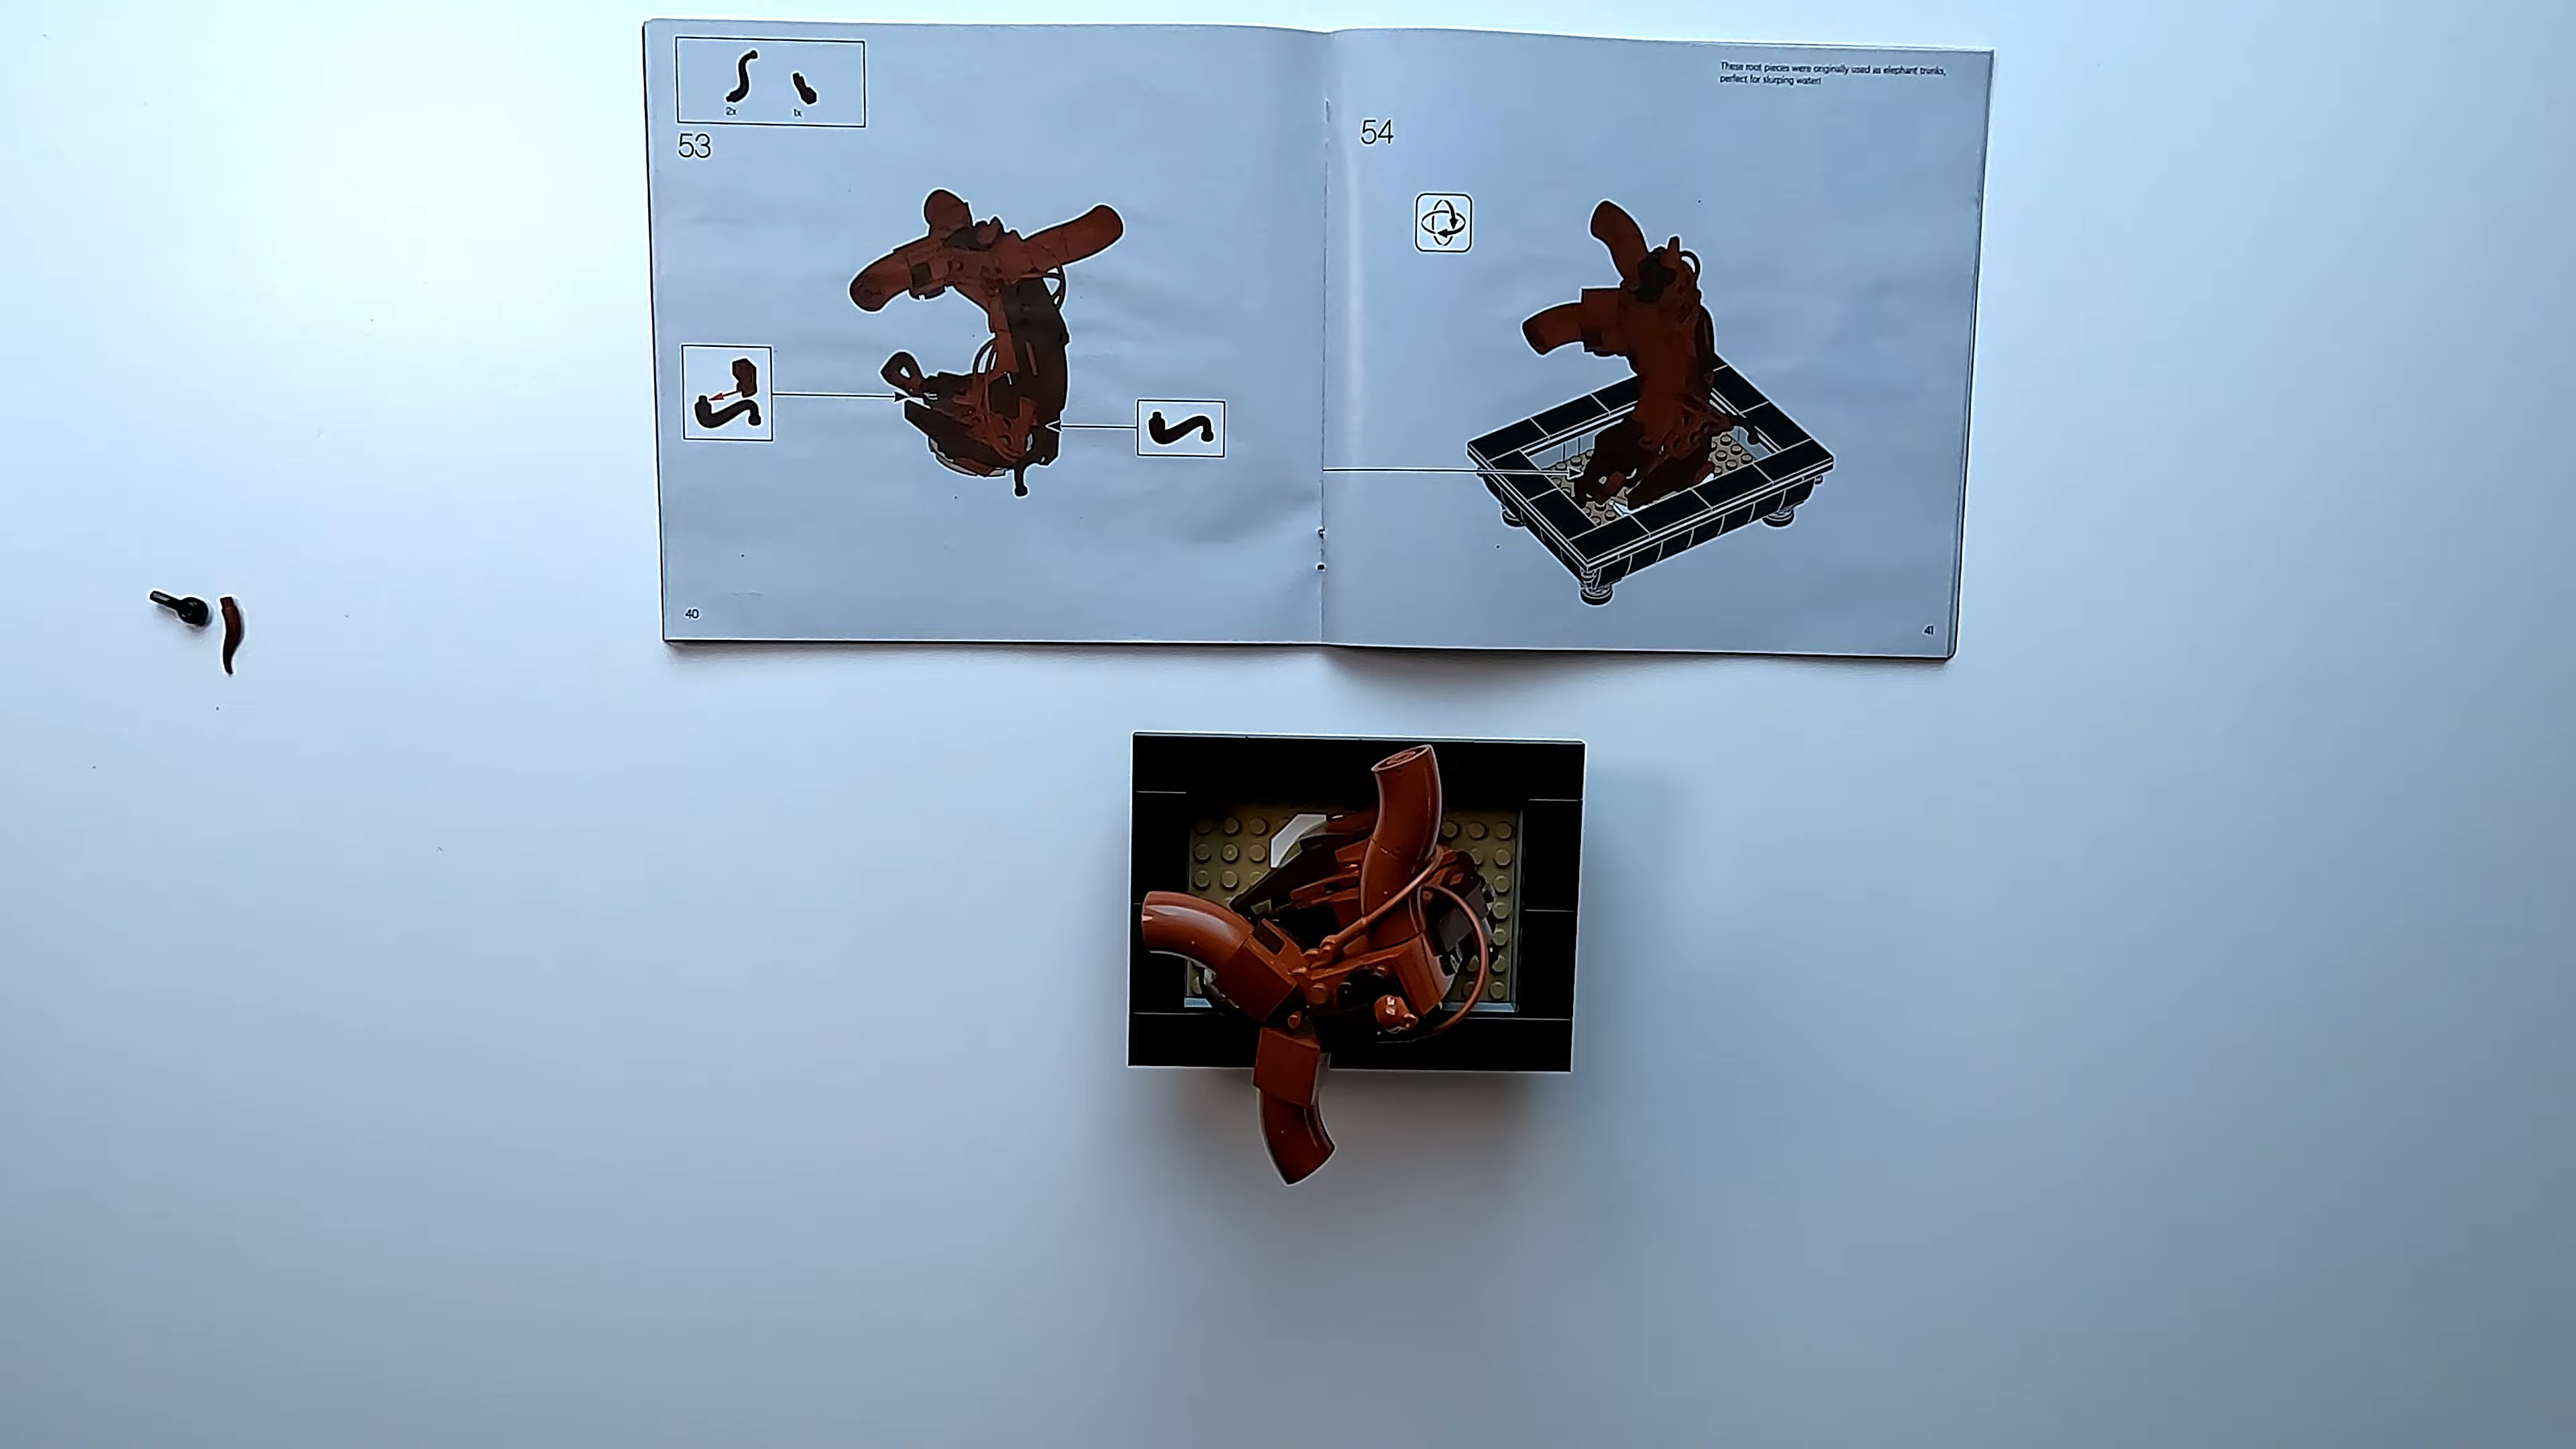 2x
1x
53
40
These root pieces were originally used as elephant trunks,
perfect for slurping water!
54
41